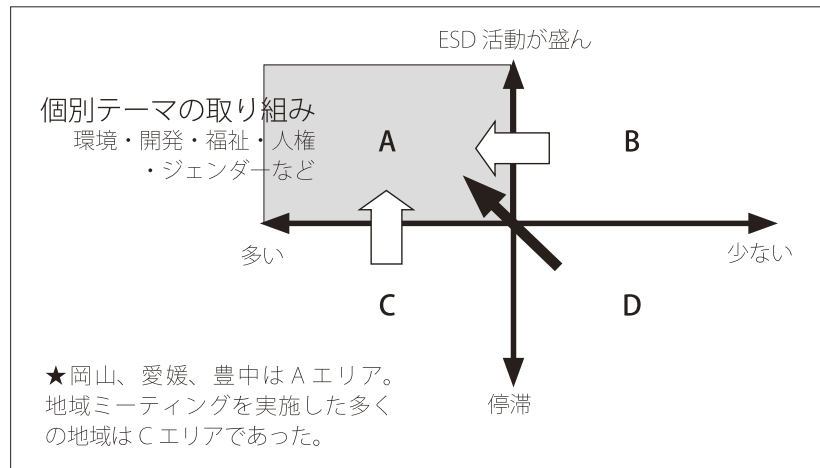 ESD 活動が盛ん
個別テーマの取り組み
環境・開発・福祉・人権
・ジェンダーなど
A
B
多い
少ない
C
D
★岡山、愛媛、豊中は A エリア。
地域ミーティングを実施した多く
の地域は C エリアであった。
停滞